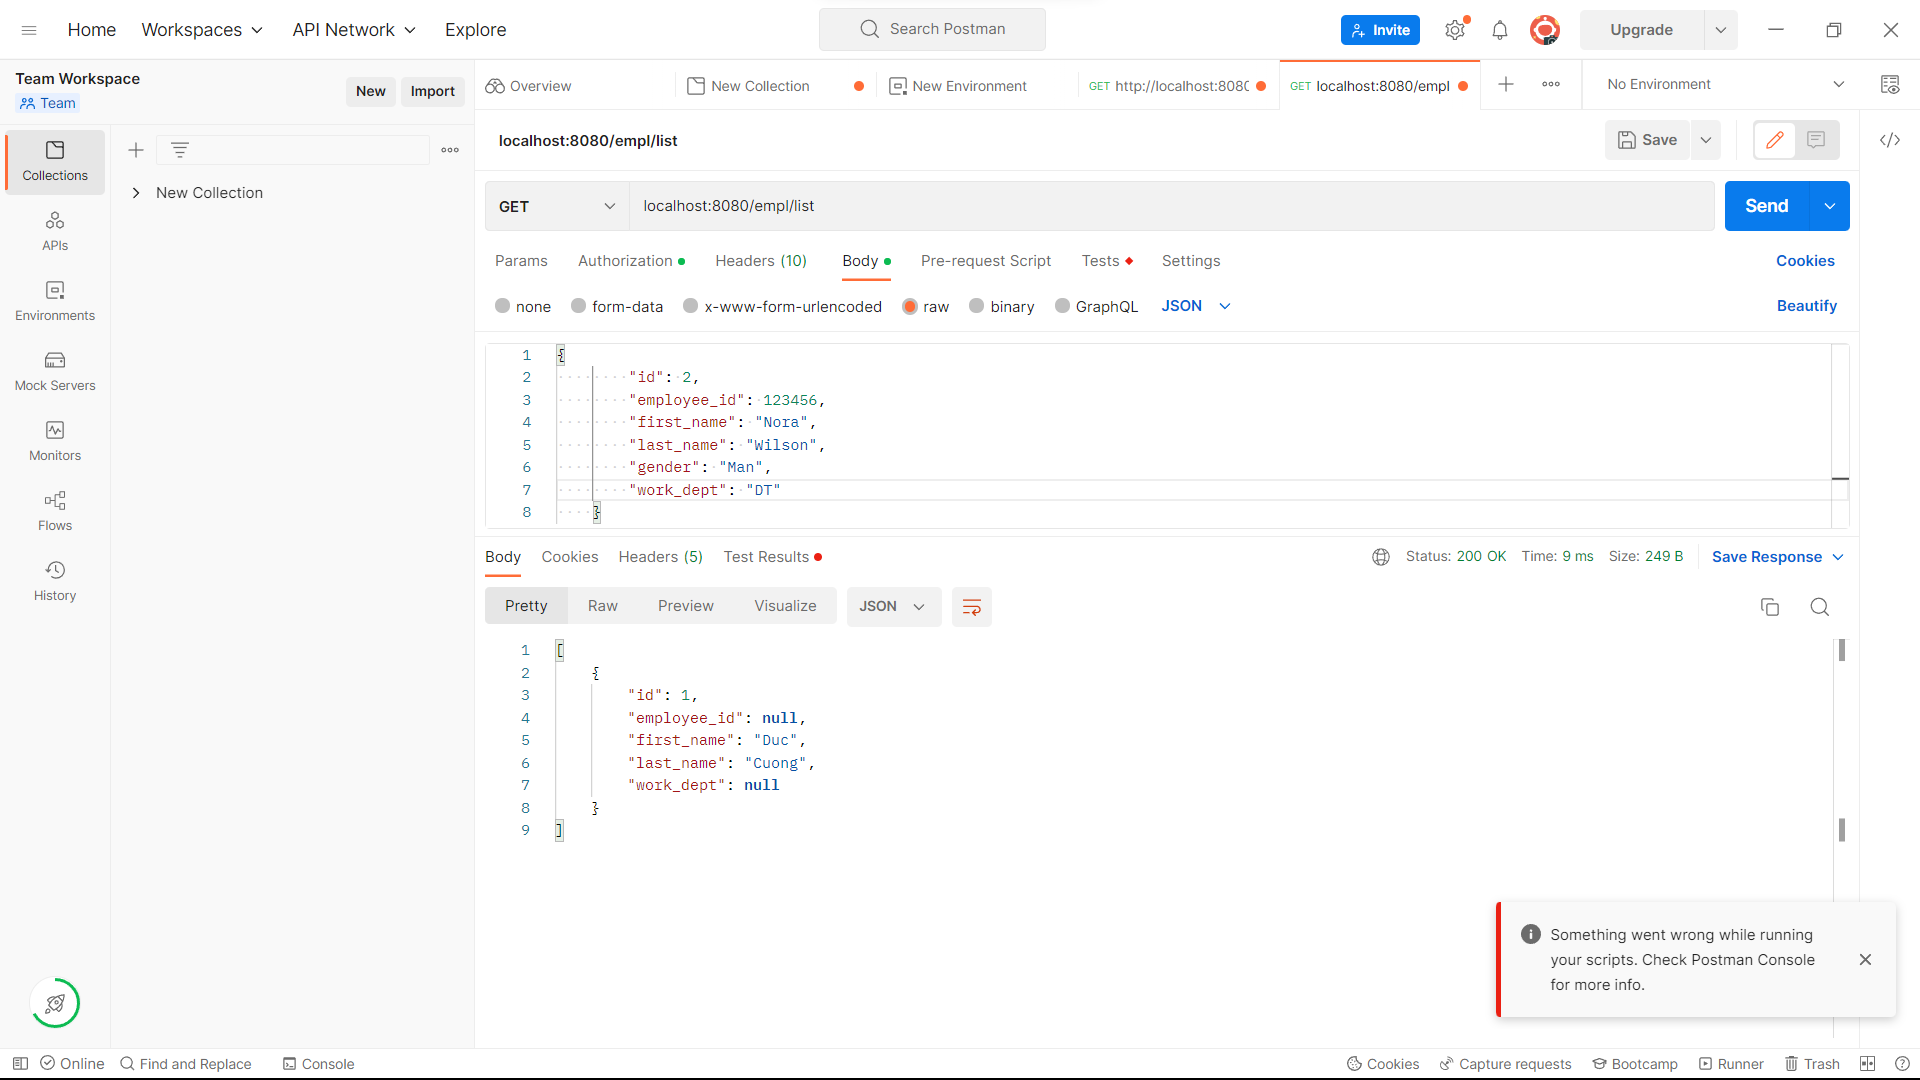 Home Workspaces API Network Explore Search Postman Invite Upgrade
Team Workspace
Team
New Import
Overview New Collection New Environment GET http://localhost:808 GET localhost:8080/empl No Environment
localhost:8080/empl/list Save
Collections
New Collection
APIs
Environments
Mock Servers
Monitors
Flows
History
GET localhost:8080/empl/list Send
Params Authorization Headers (10) Body Pre-request Script Tests Settings Cookies
none form-data x-www-form-urlencoded raw binary GraphQL JSON Beautify
1 {
2 "id": 2,
3 "employee_id": 123456,
4 "first_name": "Nora",
5 "last_name": "Wilson",
6 "gender": "Man",
7 "work_dept": "DT"
8 }
Body Cookies Headers (5) Test Results Status: 200 OK Time: 9 ms Size: 249 B Save Response
Pretty Raw Preview Visualize JSON
1 [
2 {
3 "id": 1,
4 "employee_id": null,
5 "first_name": "Duc",
6 "last_name": "Cuong",
7 "work_dept": null
8 }
9 ]
Something went wrong while running
your scripts. Check Postman Console
for more info.
Online Find and Replace Console Cookies Capture requests Bootcamp Runner Trash